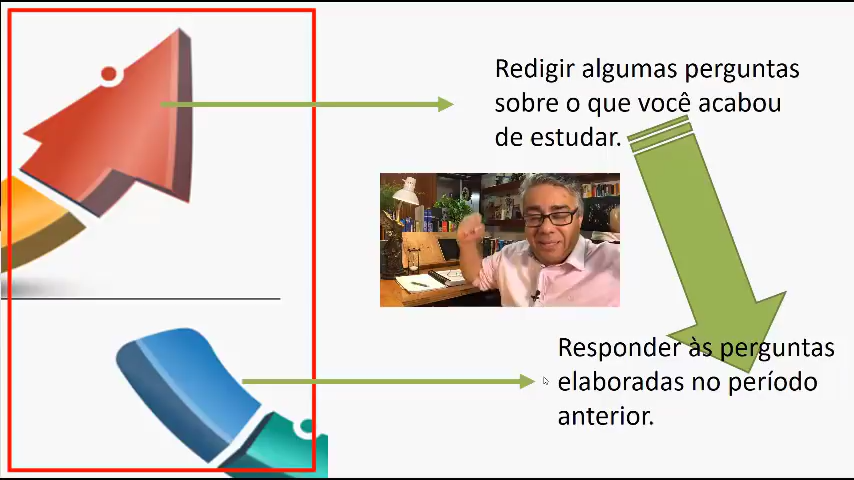 Redigir algumas perguntas
sobre o que você acabou
de estudar.
Responder às perguntas
elaboradas no período
anterior.